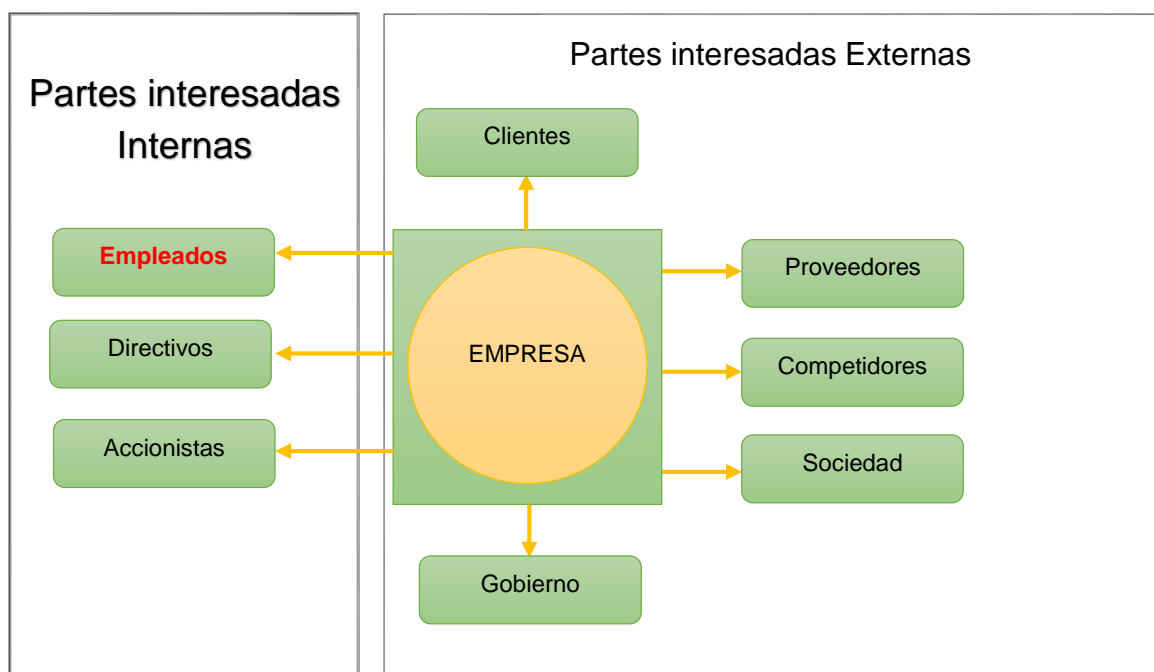 Partes interesadas
Internas
Empleados
Directivos
Accionistas
Partes interesadas Externas
Clientes
EMPRESA
Proveedores
Competidores
Sociedad
Gobierno